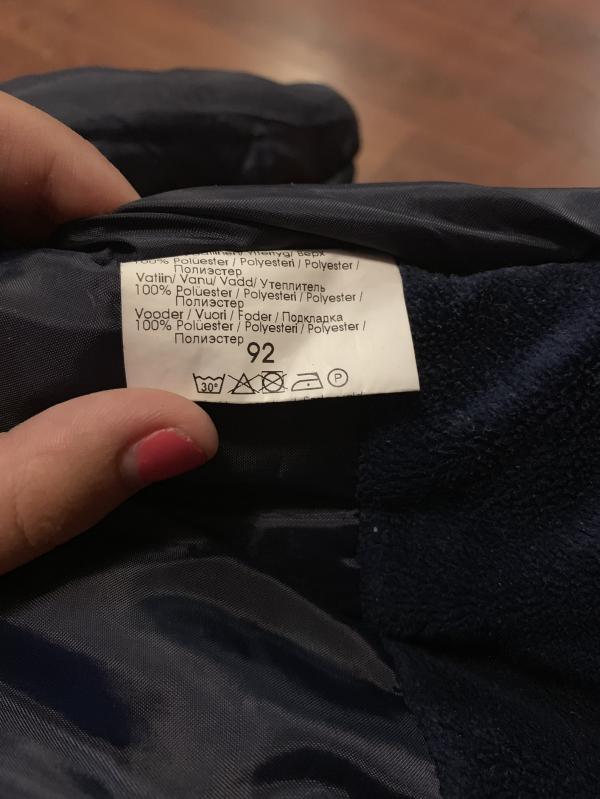 100% Polüester / Polyesteri / Polyester /
Полиэстер
Vatiin/ Vanu/ Vadd/ Утеплитель
100% Polüester / Polyesteri / Polyester /
Полиэстер
Vooder / Vuori / Foder / Подкладка
100% Polüester / Polyesteri / Polyester /
Полиэстер
92
30° P